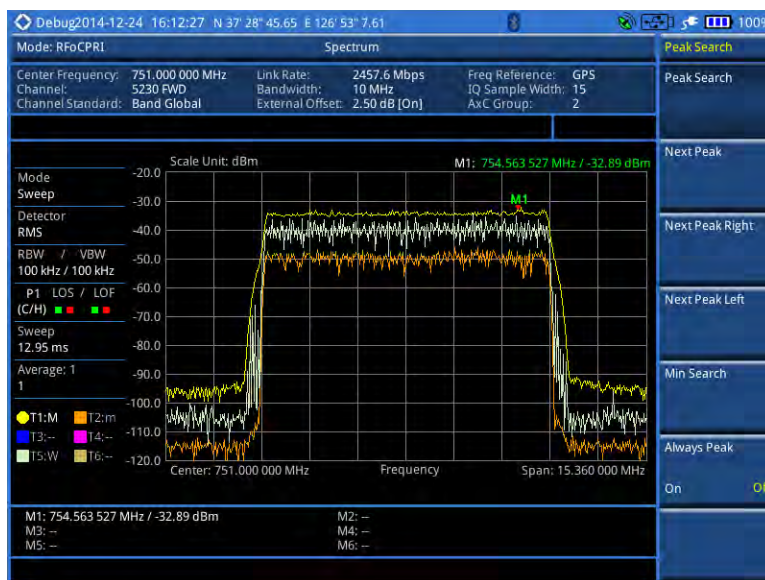 Debug2014-12-24 16:12:27 N 37' 28" 45.65 E 126' 53" 7.61 100%
Mode: RFoCPRI Spectrum Peak Search
Center Frequency: 751.000 000 MHz Link Rate: 2457.6 Mbps Freq Reference: GPS
Channel: 5230 FWD Bandwidth: 10 MHz IQ Sample Width: 15
Channel Standard: Band Global External Offset: 2.50 dB [On] AxC Group: 2
Peak Search
Next Peak
Next Peak Right
Next Peak Left
Min Search
Always Peak
On Of
Scale Unit: dBm M1: 754.563 527 MHz / -32.89 dBm
Mode
Sweep
Detector
RMS
RBW / VBW
100 kHz / 100 kHz
P1 LOS / LOF
(C/H)
Sweep
12.95 ms
Average: 1
1
T1:M T2:m
T3:-- T4:--
T5:W T6:--
-20.0
-30.0
-40.0
-50.0
-60.0
-70.0
-80.0
-90.0
-100.0
-110.0
-120.0
M1
Center: 751.000 000 MHz Frequency Span: 15.360 000 MHz
M1: 754.563 527 MHz / -32.89 dBm M2: --
M3: -- M4: --
M5: -- M6: --